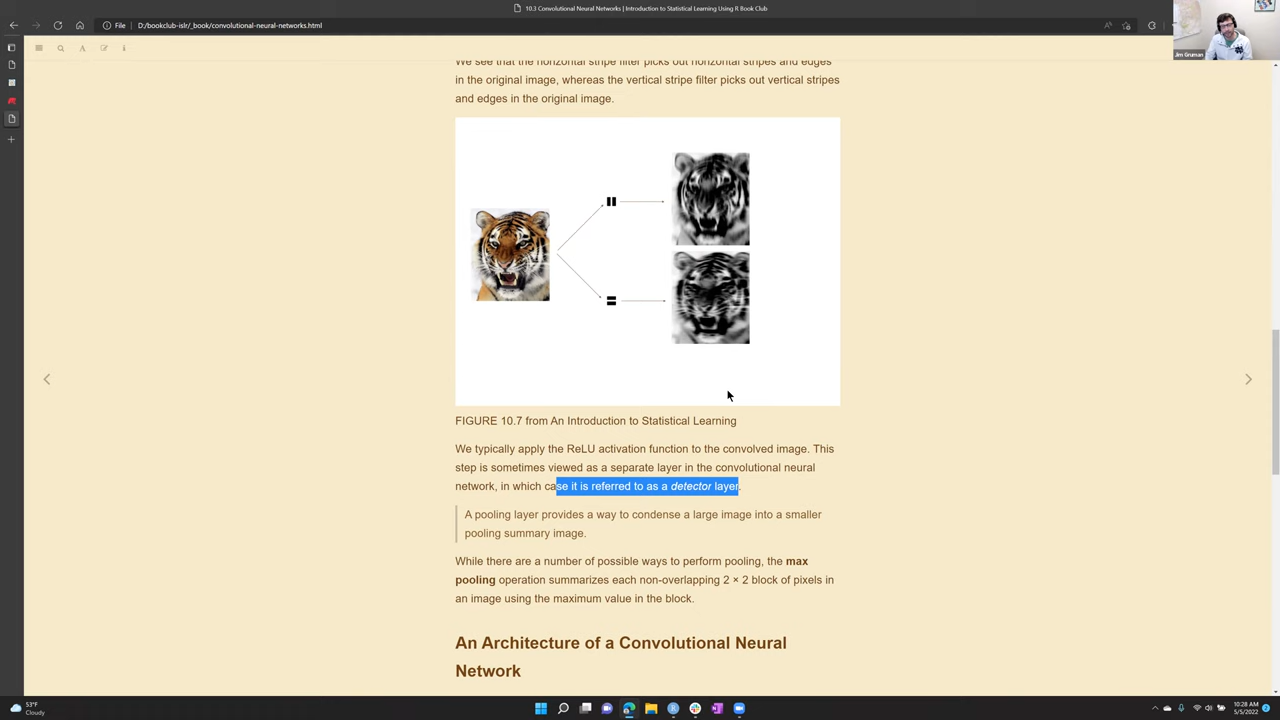 10.3 Convolutional Neural Networks | Introduction to Statistical Learning Using R Book Club
File
D:/bookclub-islr/_book/convolutional-neural-networks.html
Jim Gruman
We see that the horizontal stripe filter picks out horizontal stripes and edges
in the original image, whereas the vertical stripe filter picks out vertical stripes
and edges in the original image.
FIGURE 10.7 from An Introduction to Statistical Learning
We typically apply the ReLU activation function to the convolved image. This
step is sometimes viewed as a separate layer in the convolutional neural
network, in which case it is referred to as a detector layer.
A pooling layer provides a way to condense a large image into a smaller
pooling summary image.
While there are a number of possible ways to perform pooling, the max
pooling operation summarizes each non-overlapping 2 × 2 block of pixels in
an image using the maximum value in the block.
An Architecture of a Convolutional Neural
Network
53°F
Cloudy
10:28 AM
5/5/2022